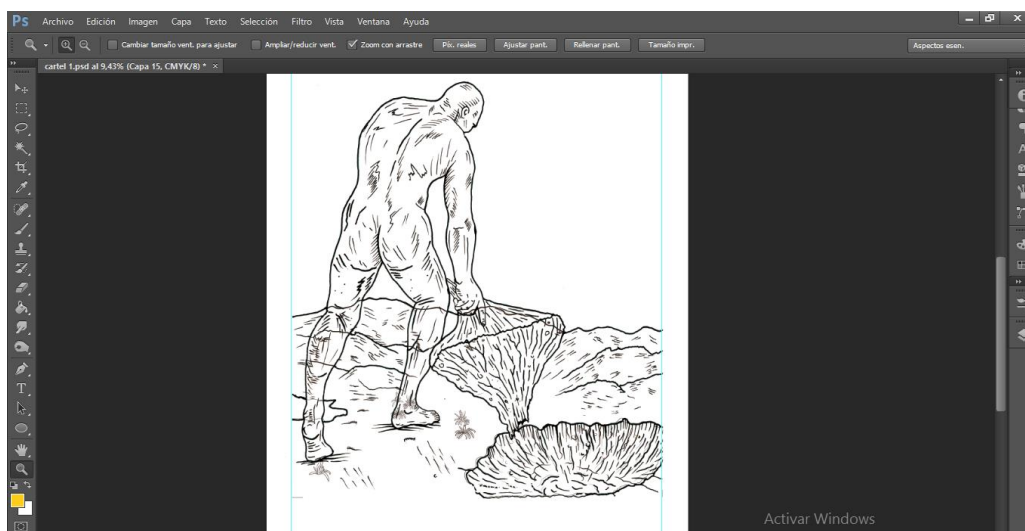 Ps Archivo Edición Imagen Capa Texto Selección Filtro Vista Ventana Ayuda
Cambiar tamaño vent. para ajustar Ampliar/reducir vent. Zoom con arrastre Píx. reales Ajustar pant. Rellenar pant. Tamaño impr. Aspectos esen.
cartel 1.psd al 9,43% (Capa 15, CMYK/8) * ×
Activar Windows